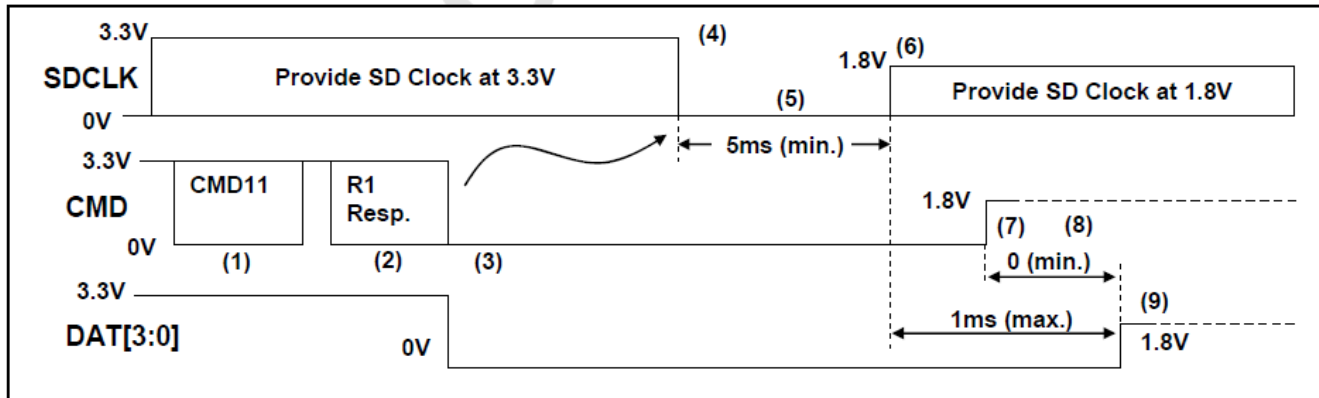 3.3V
(4)
(6)
1.8V
SDCLK
Provide SD Clock at 3.3V
Provide SD Clock at 1.8V
(5)
0V
5ms (min.)
3.3V
CMD11
R1
Resp.
CMD
1.8V
(7)
(8)
0V
(1)
(2)
(3)
0 (min.)
3.3V
1ms (max.)
(9)
DAT[3:0]
0V
1.8V